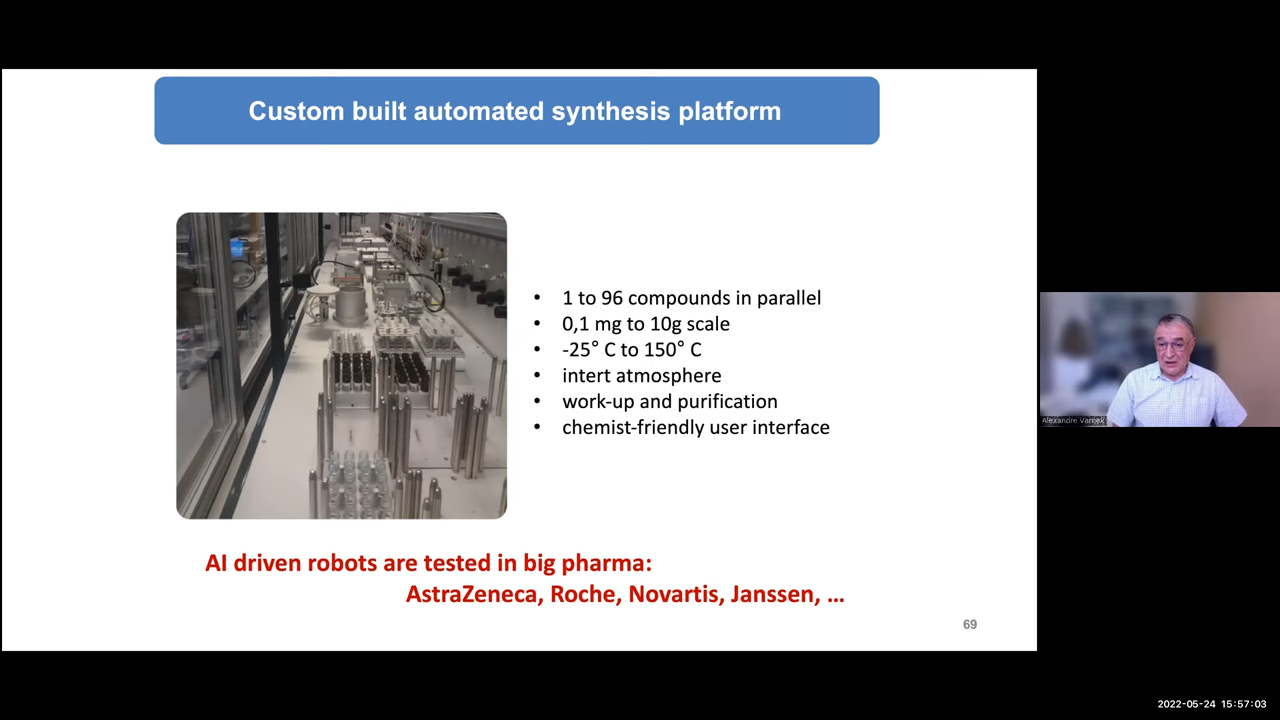 Custom built automated synthesis platform
• 1 to 96 compounds in parallel
• 0,1 mg to 10g scale
• -25° C to 150° C
• intert atmosphere
• work-up and purification
• chemist-friendly user interface
AI driven robots are tested in big pharma:
AstraZeneca, Roche, Novartis, Janssen, ...
69
Alexandre Varnek
2022-05-24 15:57:03